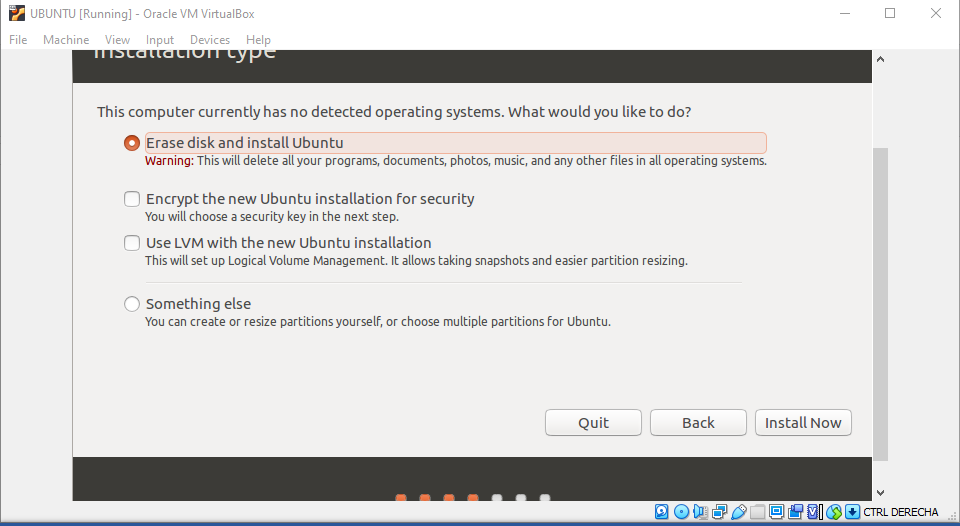 UBUNTU [Running] - Oracle VM VirtualBox
File Machine View Input Devices Help
Installation type
This computer currently has no detected operating systems. What would you like to do?
Erase disk and install Ubuntu
Warning: This will delete all your programs, documents, photos, music, and any other files in all operating systems.
Encrypt the new Ubuntu installation for security
You will choose a security key in the next step.
Use LVM with the new Ubuntu installation
This will set up Logical Volume Management. It allows taking snapshots and easier partition resizing.
Something else
You can create or resize partitions yourself, or choose multiple partitions for Ubuntu.
Quit Back Install Now
CTRL DERECHA